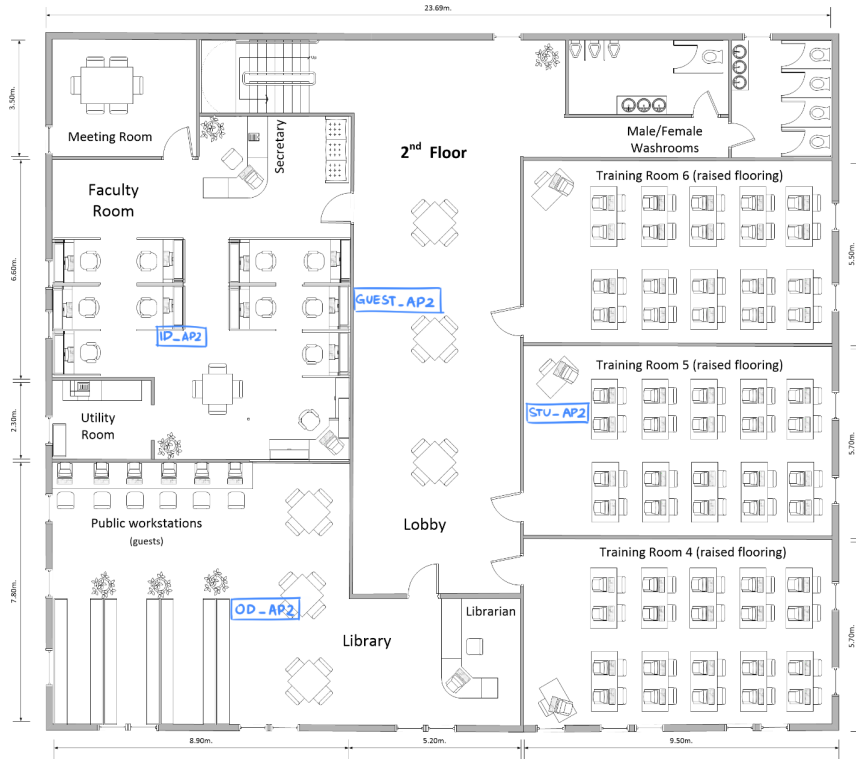 23.69m.
3.50m.
Meeting Room
Secretary
2nd Floor
Male/Female
Washrooms
Faculty
Room
Training Room 6 (raised flooring)
6.60m.
5.50m.
GUEST_AP2
ID_AP2
Training Room 5 (raised flooring)
STU_AP2
2.30m.
Utility
Room
5.70m.
Public workstations
(guests)
Lobby
Training Room 4 (raised flooring)
7.80m.
OD_AP2
Librarian
Library
5.70m.
8.90m.
5.20m.
9.50m.